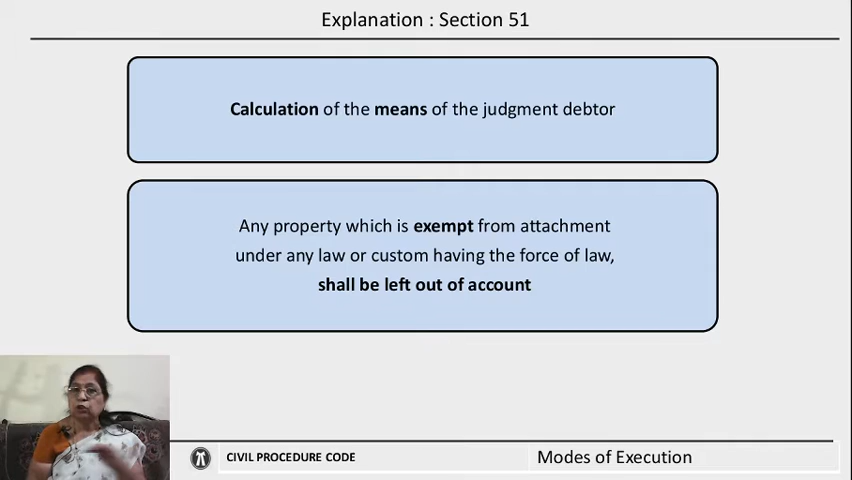 Explanation : Section 51
Calculation of the means of the judgment debtor
Any property which is exempt from attachment
under any law or custom having the force of law,
shall be left out of account
CIVIL PROCEDURE CODE
Modes of Execution